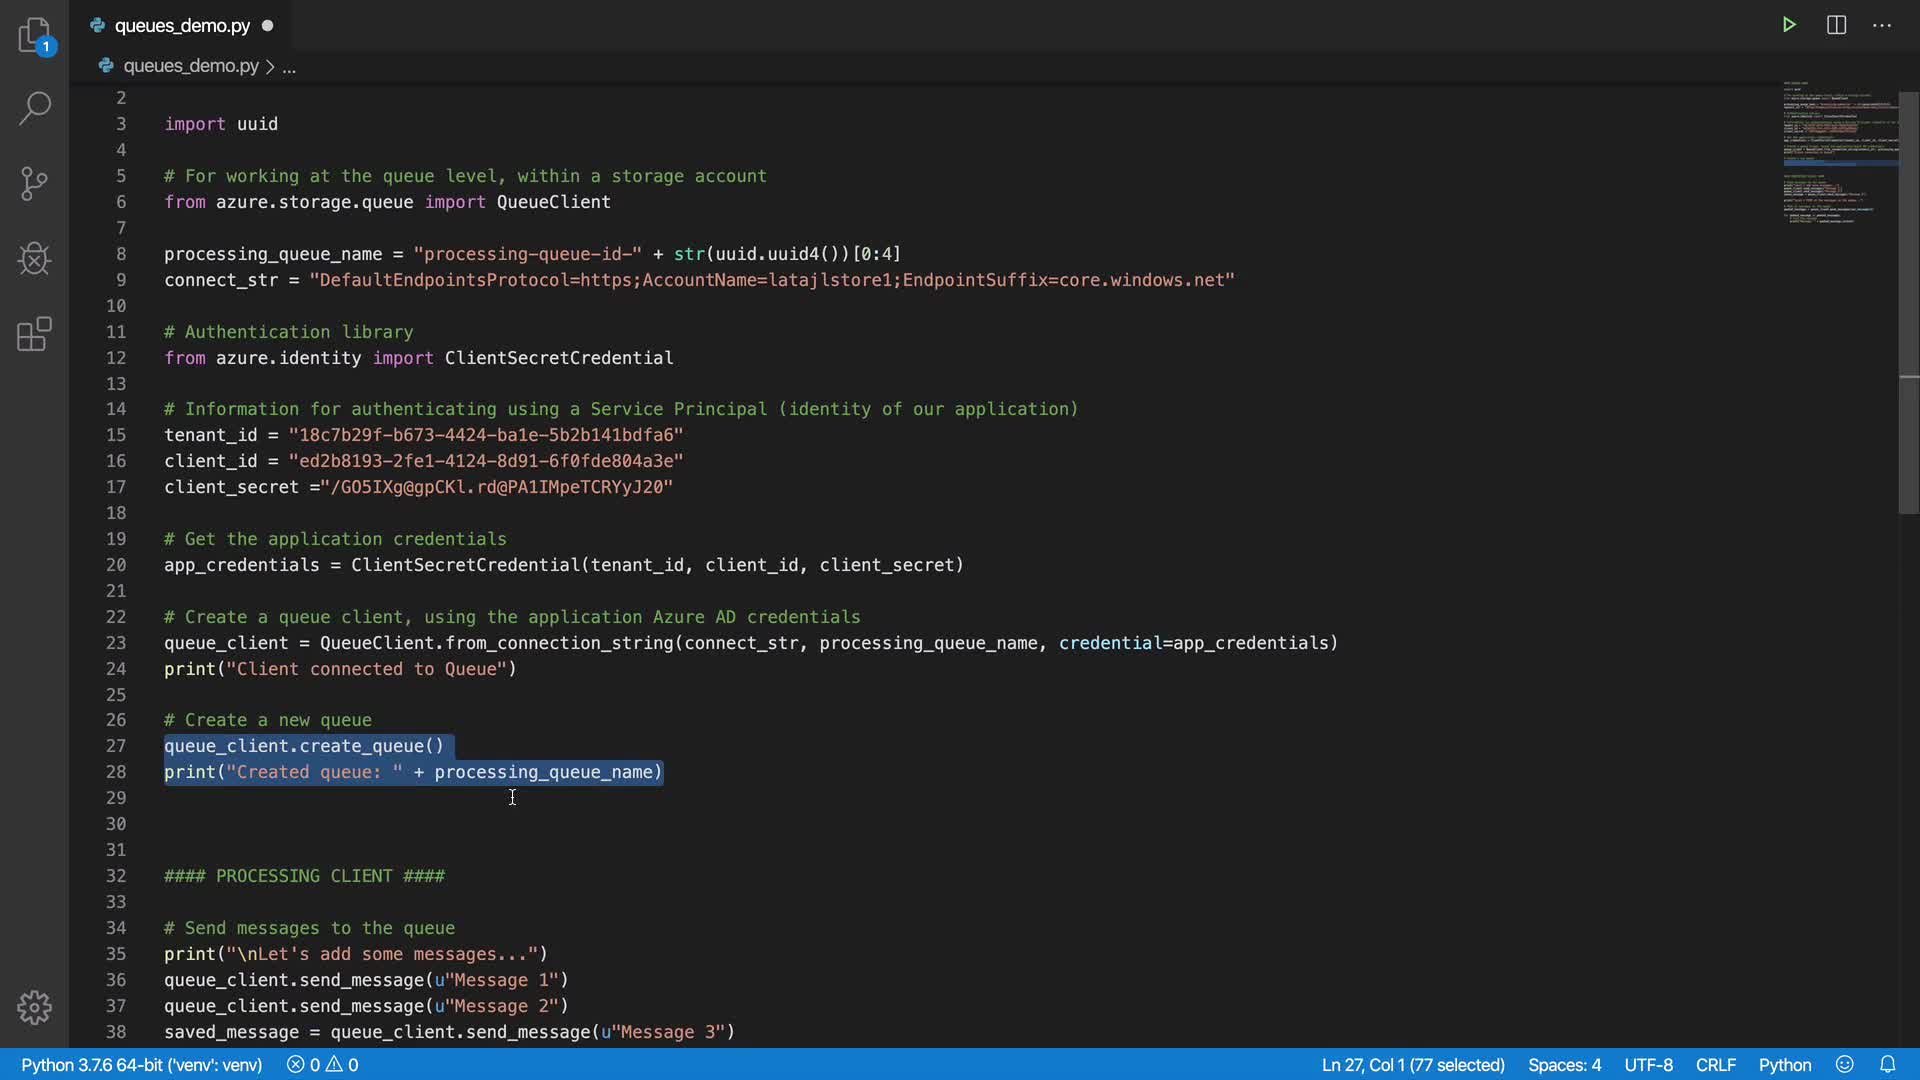 queues_demo.py ●
1
queues_demo.py > ...
2
3 import uuid
4
5 # For working at the queue level, within a storage account
6 from azure.storage.queue import QueueClient
7
8 processing_queue_name = "processing-queue-id-" + str(uuid.uuid4())[0:4]
9 connect_str = "DefaultEndpointsProtocol=https;AccountName=latajlstore1;EndpointSuffix=core.windows.net"
10
11 # Authentication library
12 from azure.identity import ClientSecretCredential
13
14 # Information for authenticating using a Service Principal (identity of our application)
15 tenant_id = "18c7b29f-b673-4424-ba1e-5b2b141bdfa6"
16 client_id = "ed2b8193-2fe1-4124-8d91-6f0fde804a3e"
17 client_secret ="/GO5IXg@gpCKl.rd@PA1IMpeTCRYyJ20"
18
19 # Get the application credentials
20 app_credentials = ClientSecretCredential(tenant_id, client_id, client_secret)
21
22 # Create a queue client, using the application Azure AD credentials
23 queue_client = QueueClient.from_connection_string(connect_str, processing_queue_name, credential=app_credentials)
24 print("Client connected to Queue")
25
26 # Create a new queue
27 queue_client.create_queue()
28 print("Created queue: " + processing_queue_name)
29
30
31
32 #### PROCESSING CLIENT ####
33
34 # Send messages to the queue
35 print("\nLet's add some messages...")
36 queue_client.send_message(u"Message 1")
37 queue_client.send_message(u"Message 2")
38 saved_message = queue_client.send_message(u"Message 3")
Python 3.7.6 64-bit ('venv': venv) 0 0 Ln 27, Col 1 (77 selected) Spaces: 4 UTF-8 CRLF Python